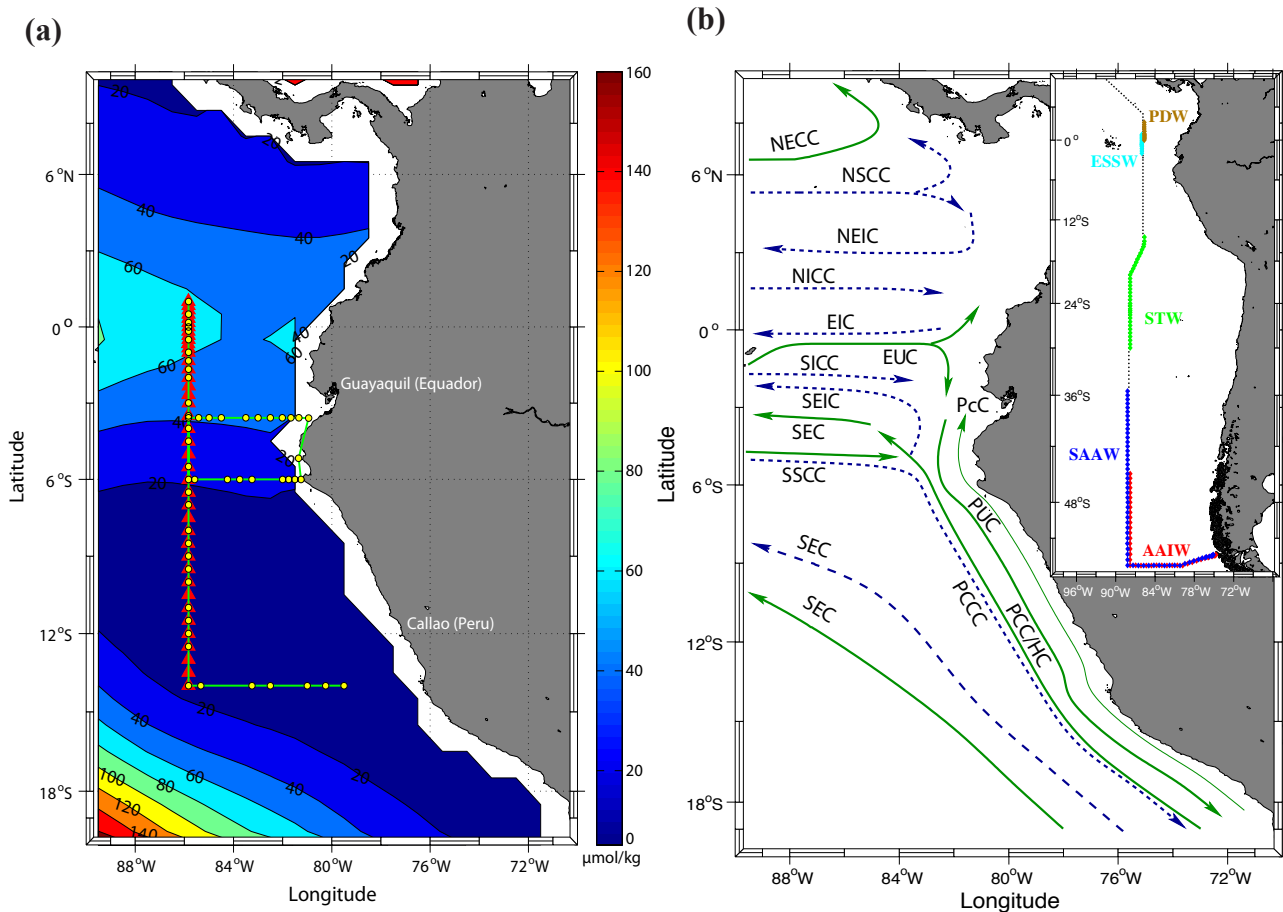 (a)
20
20
160
140
120
100
80
60
40
20
0
µmol/kg
6°N
0°
6°S
12°S
18°S
Latitude
40
40
20
60
40
60
60
Guayaquil (Equador)
40
20
20
Callao (Peru)
20
40
20
60
40
80
100
120
140
88°W
84°W
80°W
76°W
72°W
Longitude
(b)
6°N
0°
6°S
12°S
18°S
Latitude
NECC
NSCC
NEIC
NICC
EIC
EUC
SICC
SEIC
PcC
SEC
SSCC
PUC
SEC
PCCC
PCC/HC
SEC
88°W
84°W
80°W
76°W
72°W
Longitude
PDW
0°
ESSW
12°S
24°S
STW
36°S
SAAW
48°S
AAIW
96°W
90°W
84°W
78°W
72°W